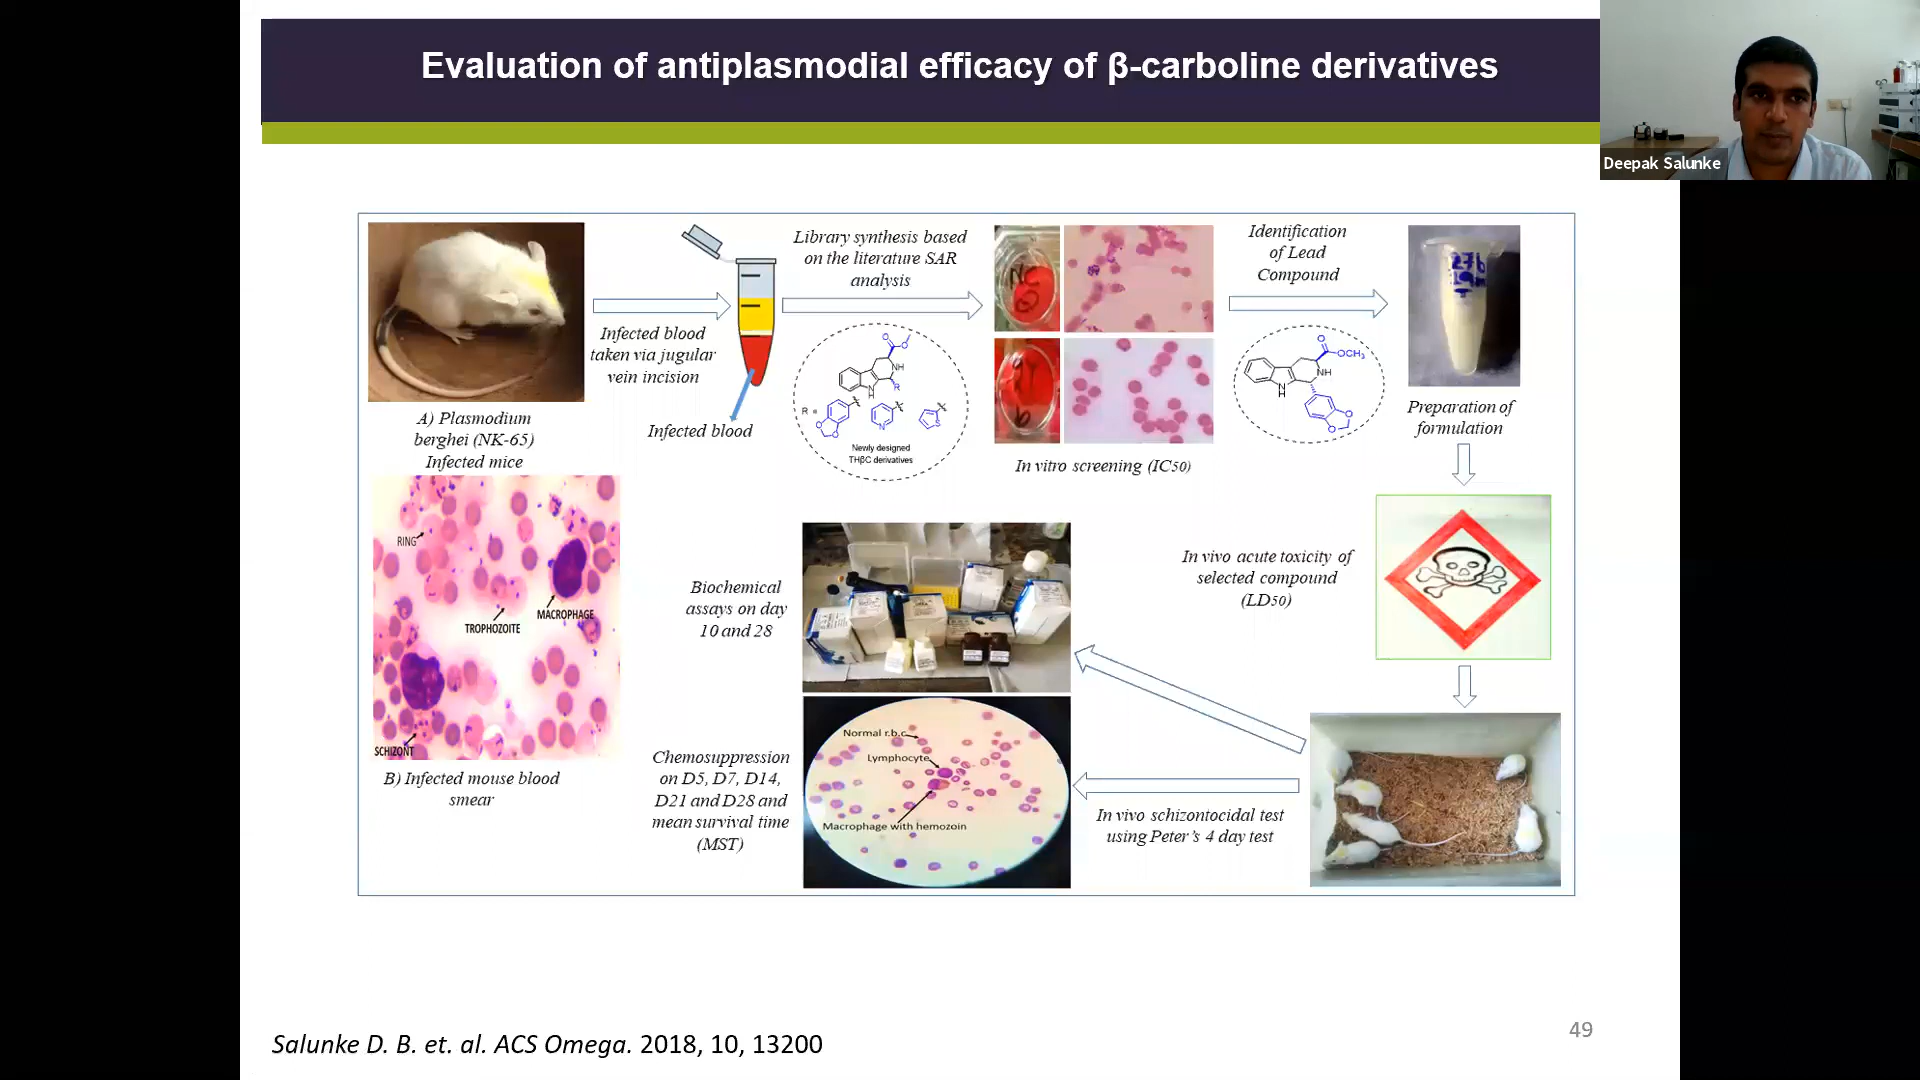 Evaluation of antiplasmodial efficacy of β-carboline derivatives
Deepak Salunke
A) Plasmodium
berghei (NK-65)
Infected mice
Infected blood
taken via jugular
vein incision
Infected blood
Library synthesis based
on the literature SAR
analysis
O
O
NH
R
N
H
R =
O
O
N
S
Newly designed
THβC derivatives
In vitro screening (IC50)
Identification
of Lead
Compound
O
OCH3
NH
N
H
O
O
Preparation of
formulation
RING
TROPHOZOITE
MACROPHAGE
SCHIZONT
B) Infected mouse blood
smear
Biochemical
assays on day
10 and 28
In vivo acute toxicity of
selected compound
(LD50)
Chemosuppression
on D5, D7, D14,
D21 and D28 and
mean survival time
(MST)
Normal r.b.c
Lymphocyte
Macrophage with hemozoin
In vivo schizontocidal test
using Peter's 4 day test
Salunke D. B. et. al. ACS Omega. 2018, 10, 13200
49